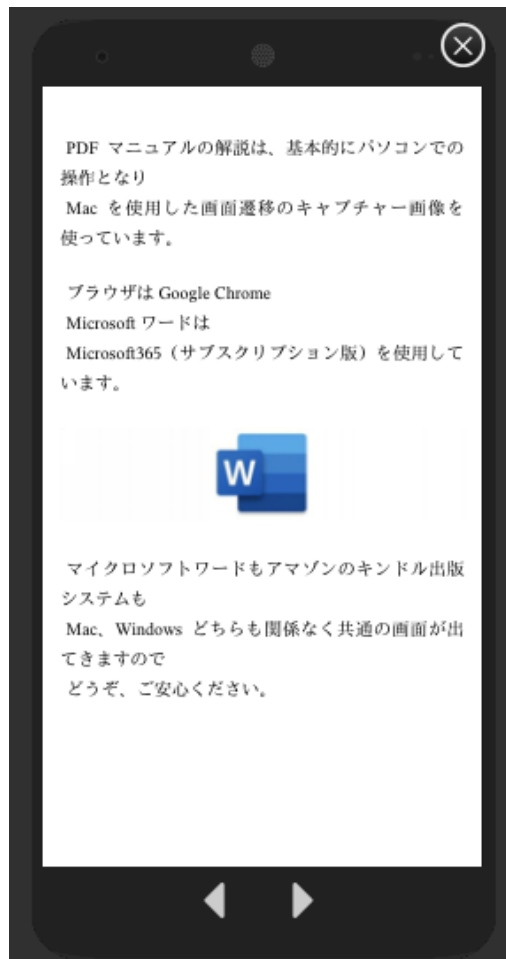 PDF マニュアルの解説は、基本的にパソコンでの
操作となり
Mac を使用した画面遷移のキャプチャー画像を
使っています。
ブラウザは Google Chrome
Microsoft ワードは
Microsoft365（サブスクリプション版）を使用して
います。
W
マイクロソフトワードもアマゾンのキンドル出版
システムも
Mac、Windows どちらも関係なく共通の画面が出
てきますので
どうぞ、ご安心ください。